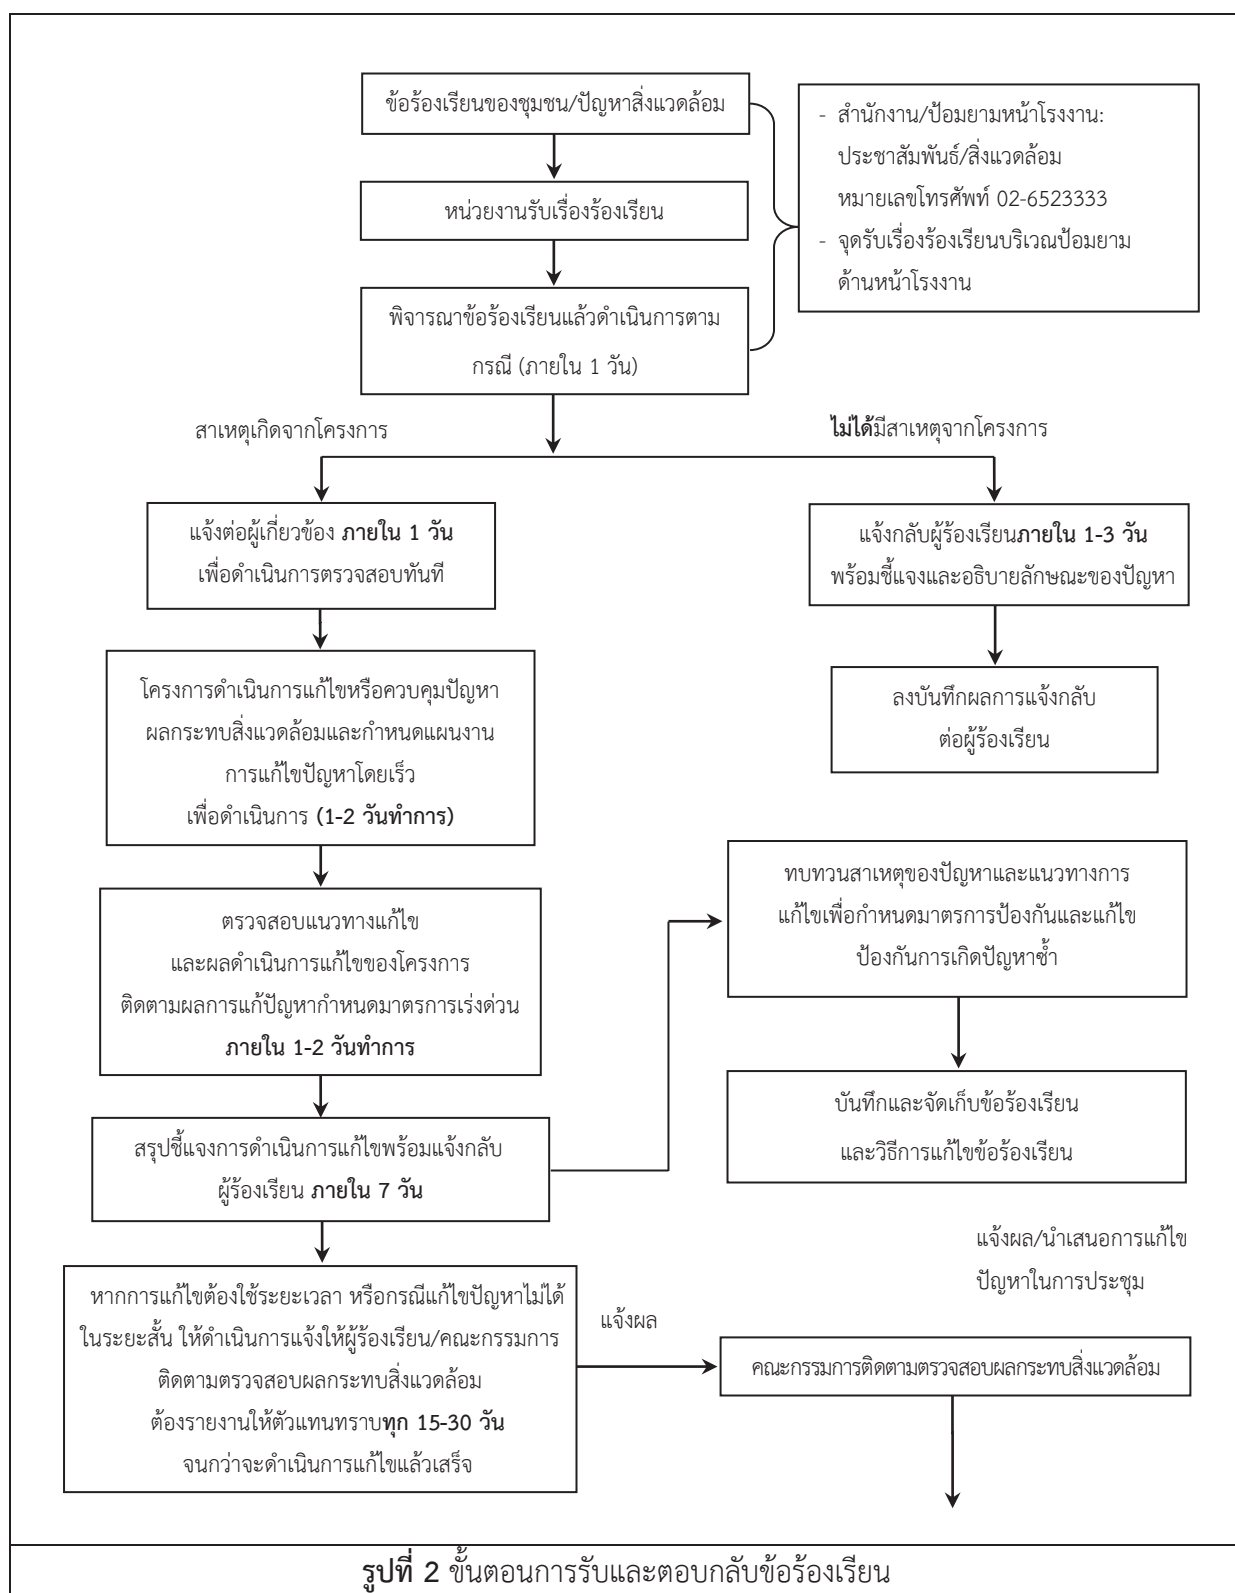 ข้อร้องเรียนของชุมชน/ปัญหาสิ่งแวดล้อม
- สำนักงาน/ป้อมยามหน้าโรงงาน:
ประชาสัมพันธ์/สิ่งแวดล้อม
หมายเลขโทรศัพท์ 02-6523333
- จุดรับเรื่องร้องเรียนบริเวณป้อมยาม
ด้านหน้าโรงงาน
หน่วยงานรับเรื่องร้องเรียน
พิจารณาข้อร้องเรียนแล้วดำเนินการตาม
กรณี (ภายใน 1 วัน)
สาเหตุเกิดจากโครงการ
ไม่ได้มีสาเหตุจากโครงการ
แจ้งต่อผู้เกี่ยวข้อง ภายใน 1 วัน
เพื่อดำเนินการตรวจสอบทันที
แจ้งกลับผู้ร้องเรียนภายใน 1-3 วัน
พร้อมชี้แจงและอธิบายลักษณะของปัญหา
โครงการดำเนินการแก้ไขหรือควบคุมปัญหา
ผลกระทบสิ่งแวดล้อมและกำหนดแผนงาน
การแก้ไขปัญหาโดยเร็ว
เพื่อดำเนินการ (1-2 วันทำการ)
ลงบันทึกผลการแจ้งกลับ
ต่อผู้ร้องเรียน
ตรวจสอบแนวทางแก้ไข
และผลดำเนินการแก้ไขของโครงการ
ติดตามผลการแก้ปัญหากำหนดมาตรการเร่งด่วน
ภายใน 1-2 วันทำการ
ทบทวนสาเหตุของปัญหาและแนวทางการ
แก้ไขเพื่อกำหนดมาตรการป้องกันและแก้ไข
ป้องกันการเกิดปัญหาซ้ำ
บันทึกและจัดเก็บข้อร้องเรียน
และวิธีการแก้ไขข้อร้องเรียน
สรุปชี้แจงการดำเนินการแก้ไขพร้อมแจ้งกลับ
ผู้ร้องเรียน ภายใน 7 วัน
แจ้งผล/นำเสนอการแก้ไข
ปัญหาในการประชุม
หากการแก้ไขต้องใช้ระยะเวลา หรือกรณีแก้ไขปัญหาไม่ได้
ในระยะสั้น ให้ดำเนินการแจ้งให้ผู้ร้องเรียน/คณะกรรมการ
ติดตามตรวจสอบผลกระทบสิ่งแวดล้อม
ต้องรายงานให้ตัวแทนทราบทุก 15-30 วัน
จนกว่าจะดำเนินการแก้ไขแล้วเสร็จ
แจ้งผล
คณะกรรมการติดตามตรวจสอบผลกระทบสิ่งแวดล้อม
รูปที่ 2 ขั้นตอนการรับและตอบกลับข้อร้องเรียน